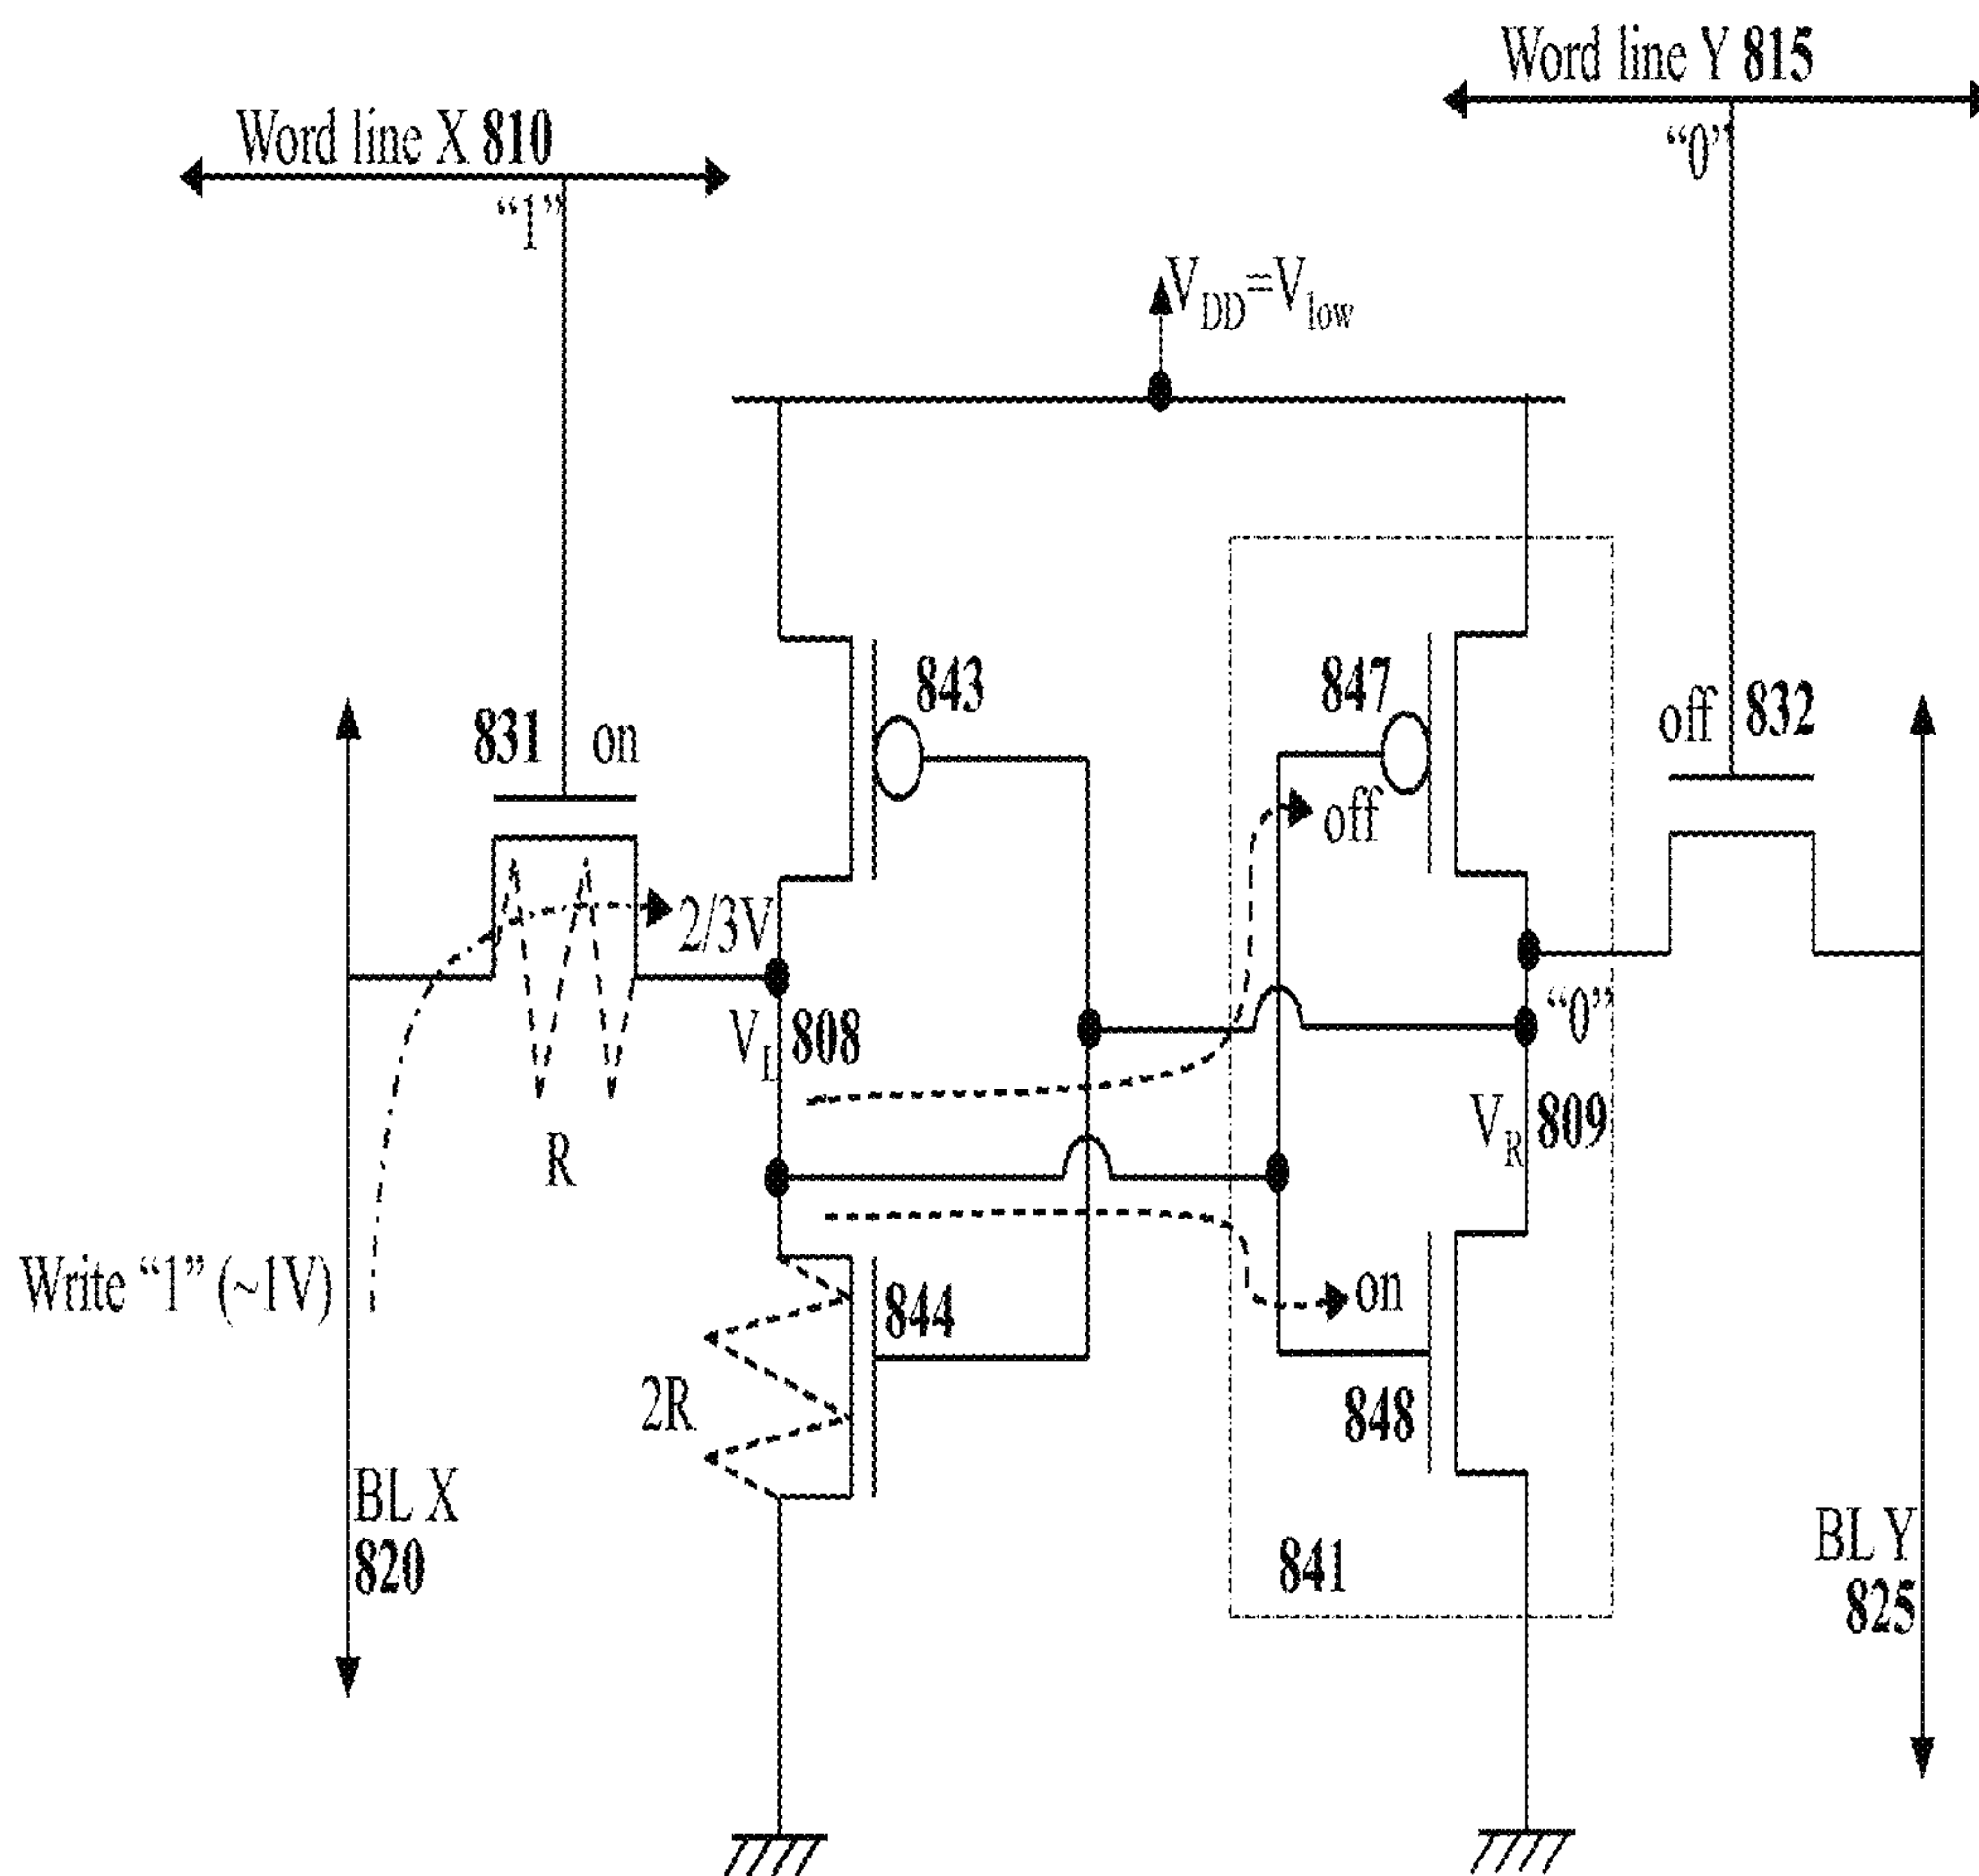 Word line Y 815
“0”
Word line X 810
“1”
VDD=Vlow
843
847
off 832
831 on
off
2/3V
“0”
VL 808
VR 809
R
Write “1” (~1V)
on
844
2R
848
BL X
820
BL Y
825
841